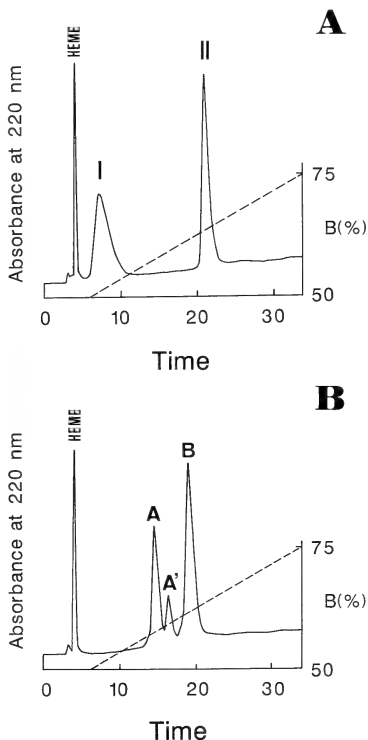 A
HEME
II
I
Absorbance at 220 nm
75
B(%)
50
0 10 20 30
Time
B
HEME
B
A
A'
Absorbance at 220 nm
75
B(%)
50
0 10 20 30
Time